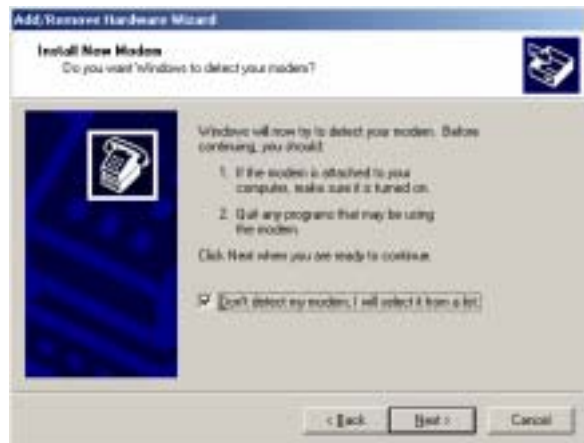 Add/Remove Hardware Wizard
Install New Modem
Do you want Windows to detect your modem?
Windows will now try to detect your modem. Before
continuing, you should:
1. If the modem is attached to your
computer, make sure it is turned on.
2. Quit any programs that may be using
the modem.
Click Next when you are ready to continue.
Don't detect my modem; I will select it from a list.
< Back
Next >
Cancel